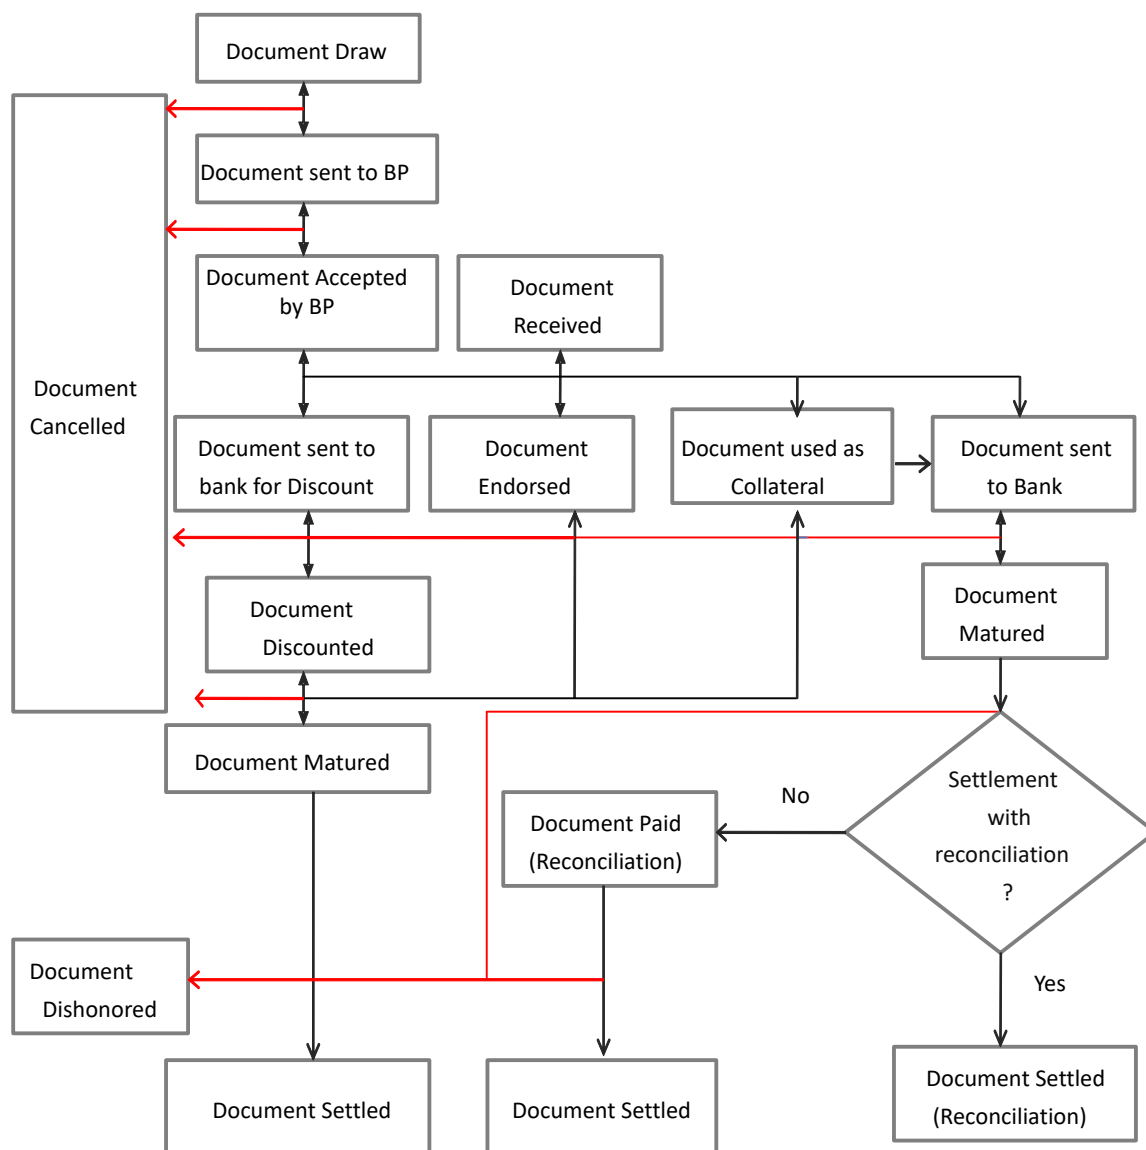 Document Draw
Document sent to BP
Document Accepted
by BP
Document
Received
Document
Cancelled
Document sent to
bank for Discount
Document
Endorsed
Document used as
Collateral
Document sent
to Bank
Document
Discounted
Document
Matured
Document Matured
No
Document Paid
(Reconciliation)
Settlement
with
reconciliation
?
Document
Dishonored
Yes
Document Settled
Document Settled
Document Settled
(Reconciliation)